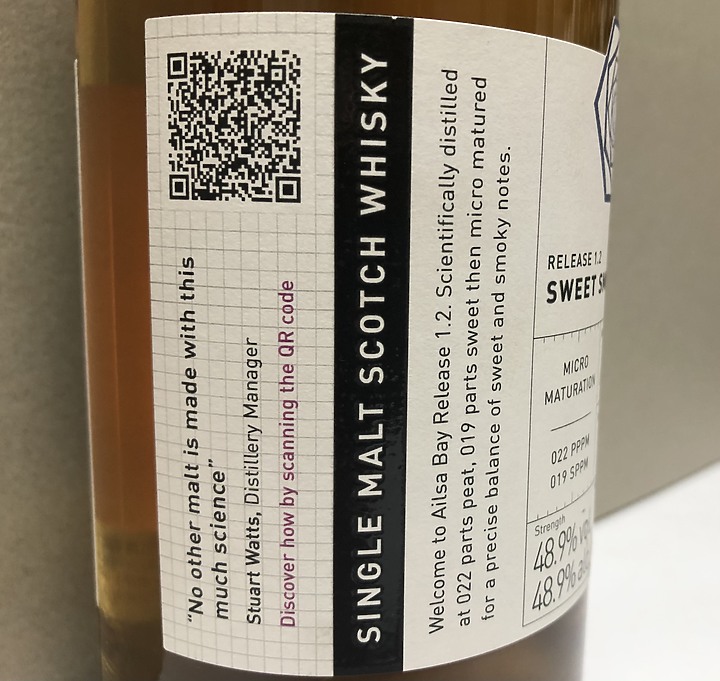 "No other malt is made with this
much science"
Stuart Watts, Distillery Manager
Discover how by scanning the QR code
SINGLE MALT SCOTCH WHISKY
Welcome to Ailsa Bay Release 1.2. Scientifically distilled
at 022 parts peat, 019 parts sweet then micro matured
for a precise balance of sweet and smoky notes.
RELEASE 1.2
SWEET
MICRO
MATURATION
022 PPPM
019 SPPM
Strength
48.9%
48.9%